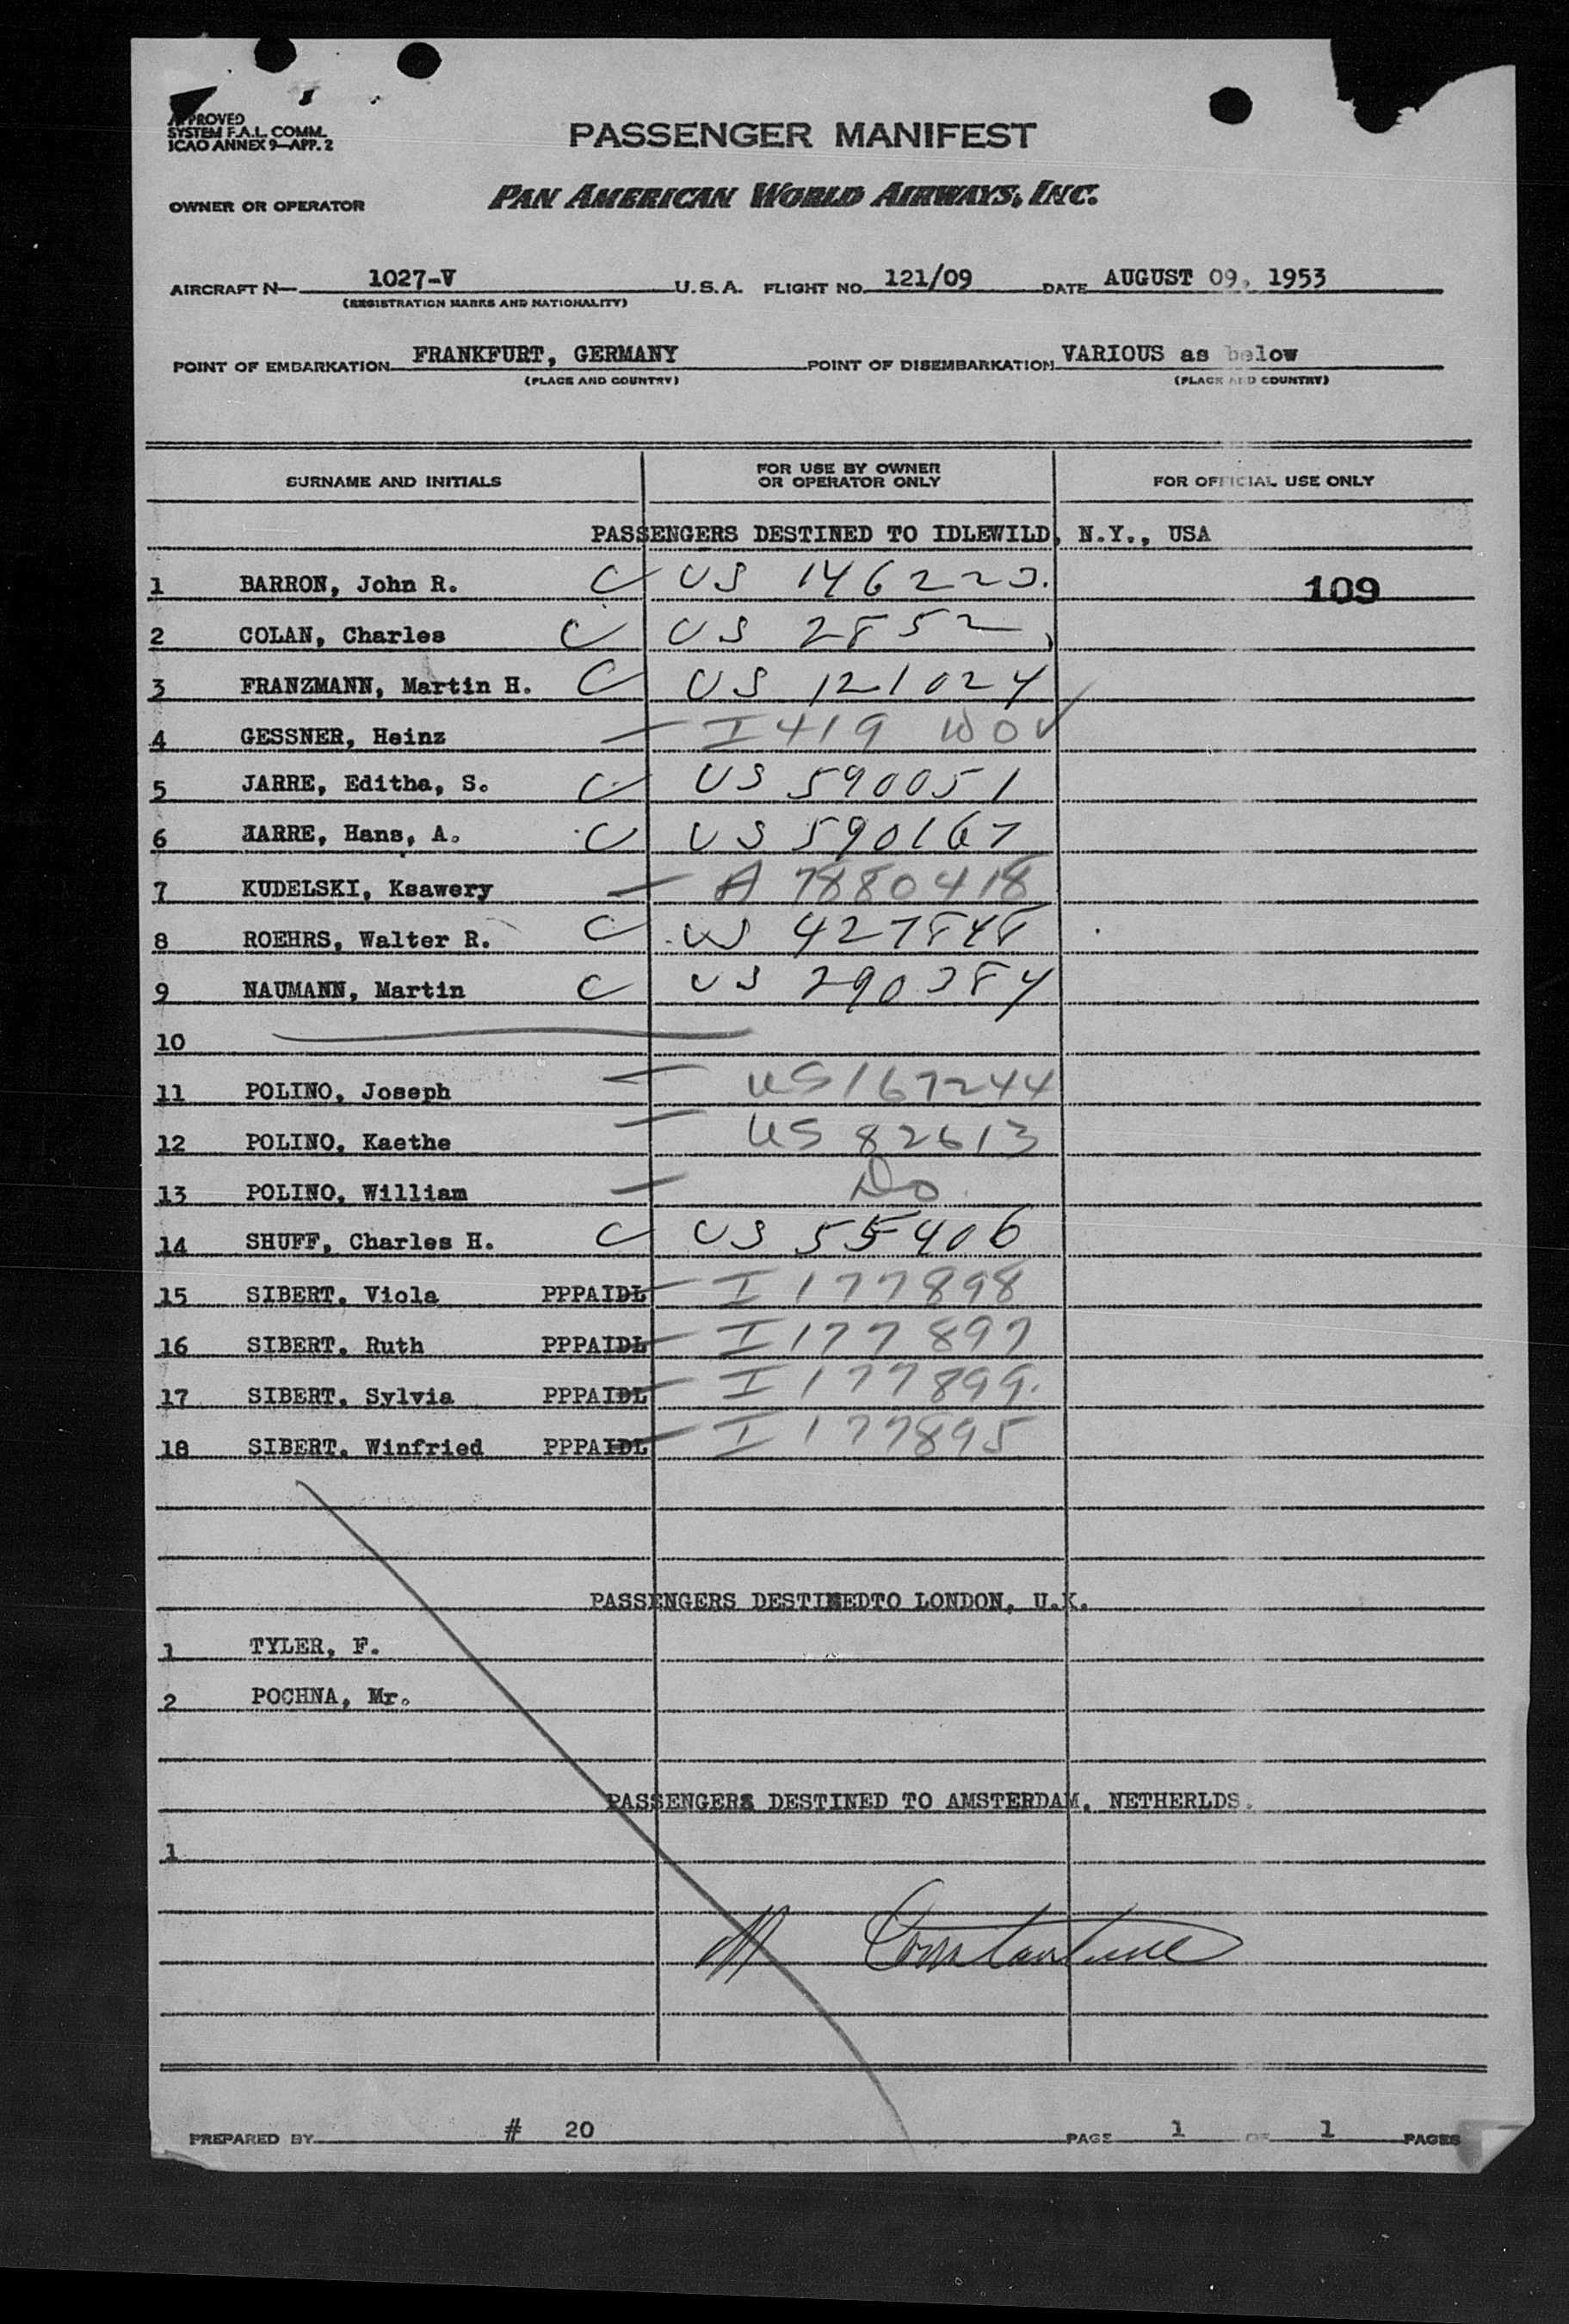 APPROVED
SYSTEM F.A.L. COMM.
ICAO ANNEX 9—APP. 2
PASSENGER MANIFEST
OWNER OR OPERATOR PAN AMERICAN WORLD AIRWAYS, INC.
AIRCRAFT N— 1027-V U.S.A. FLIGHT NO. 121/09 DATE AUGUST 09, 1953
(REGISTRATION MARKS AND NATIONALITY)
POINT OF EMBARKATION FRANKFURT, GERMANY POINT OF DISEMBARKATION VARIOUS as below
(PLACE AND COUNTRY) (PLACE AND COUNTRY)
SURNAME AND INITIALS FOR USE BY OWNER OR OPERATOR ONLY FOR OFFICIAL USE ONLY
PASSENGERS DESTINED TO IDLEWILD, N.Y., USA
1 BARRON, John R. C US 146223. 109
2 COLAN, Charles C US 2852
3 FRANZMANN, Martin H. C US 121024
4 GESSNER, Heinz — I 419
5 JARRE, Editha, S. C US 590051
6 JARRE, Hans, A. C US 590167
7 KUDELSKI, Ksawery — A 7880418
8 ROEHRS, Walter R. C US 427848
9 NAUMANN, Martin C US 290384
10
11 POLINO, Joseph — US 167244
12 POLINO, Kaethe — US 82613
13 POLINO, William — Do
14 SHUFF, Charles H. C US 55406
15 SIBERT, Viola PPPAIDL — I 177898
16 SIBERT, Ruth PPPAIDL — I 177897
17 SIBERT, Sylvia PPPAIDL — I 177899.
18 SIBERT, Winfried PPPAIDL — I 177895
PASSENGERS DESTINEDTO LONDON, U.K.
1 TYLER, F.
2 POCHNA, Mr.
PASSENGERS DESTINED TO AMSTERDAM, NETHERLDS.
1
Constantine
PREPARED BY # 20 PAGE 1 OF 1 PAGES